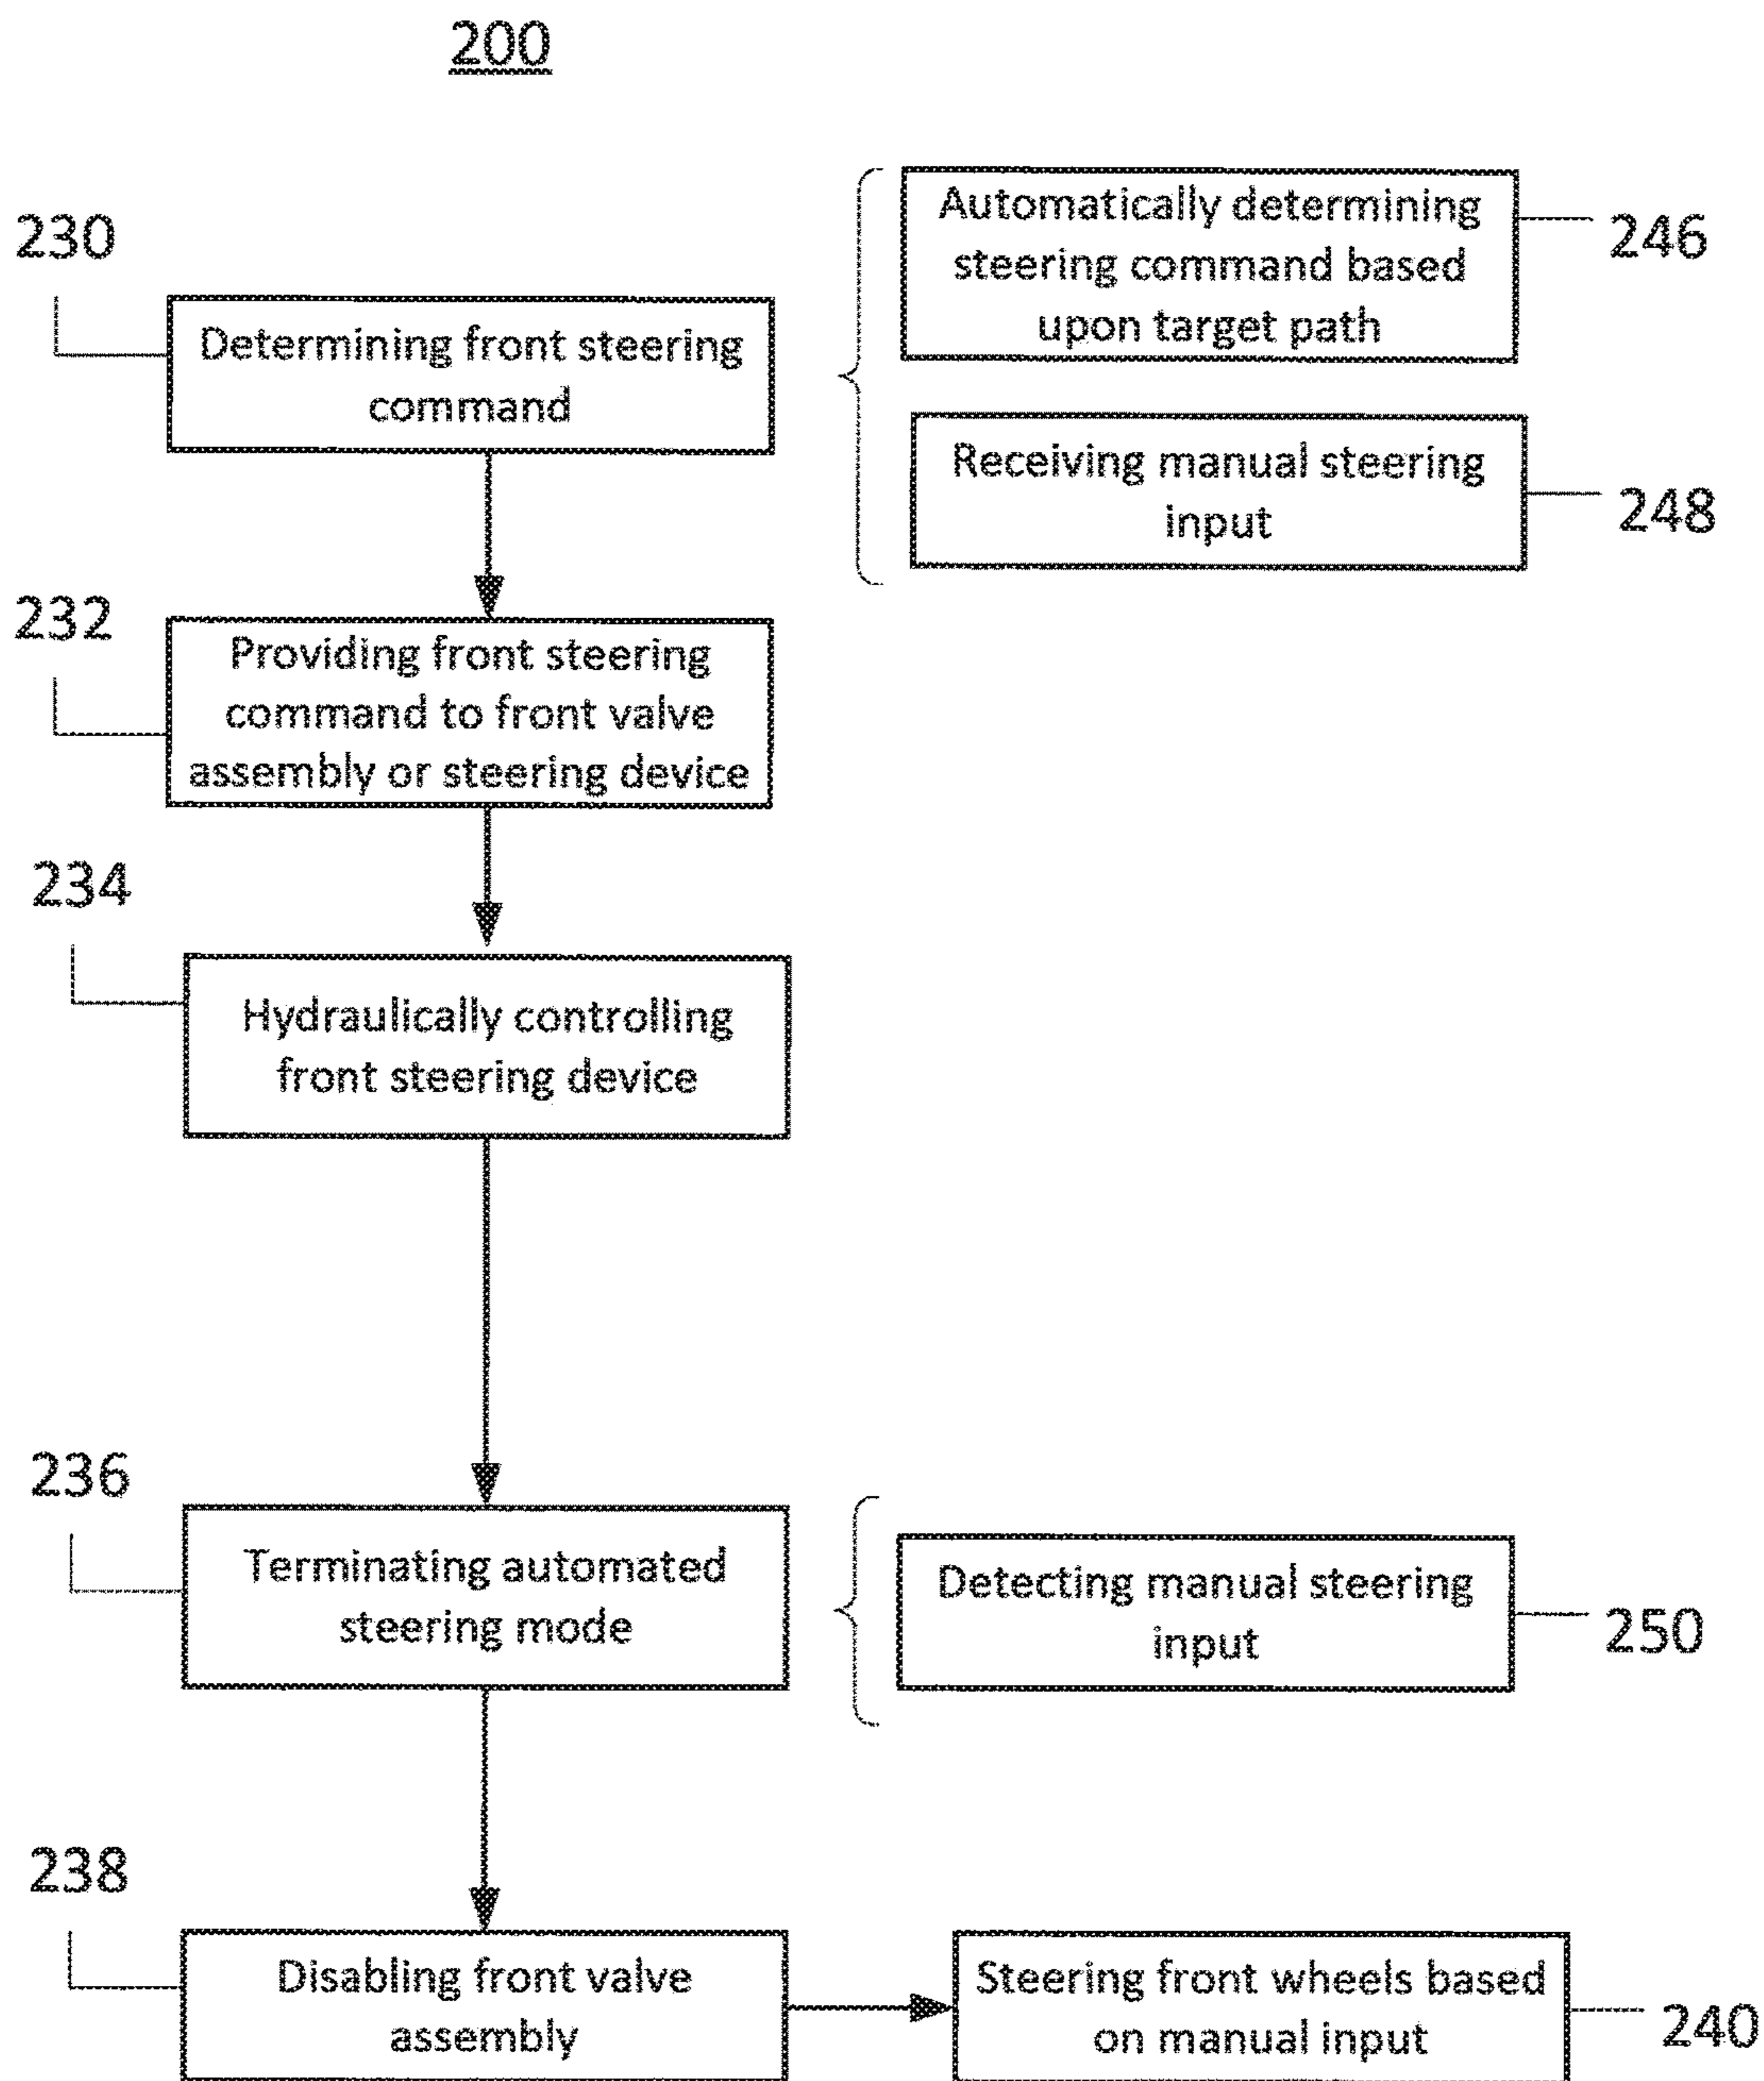 200
230
Determining front steering
command
Automatically determining
steering command based
upon target path
246
Receiving manual steering
input
248
232
Providing front steering
command to front valve
assembly or steering device
234
Hydraulically controlling
front steering device
236
Terminating automated
steering mode
Detecting manual steering
input
250
238
Disabling front valve
assembly
Steering front wheels based
on manual input
240